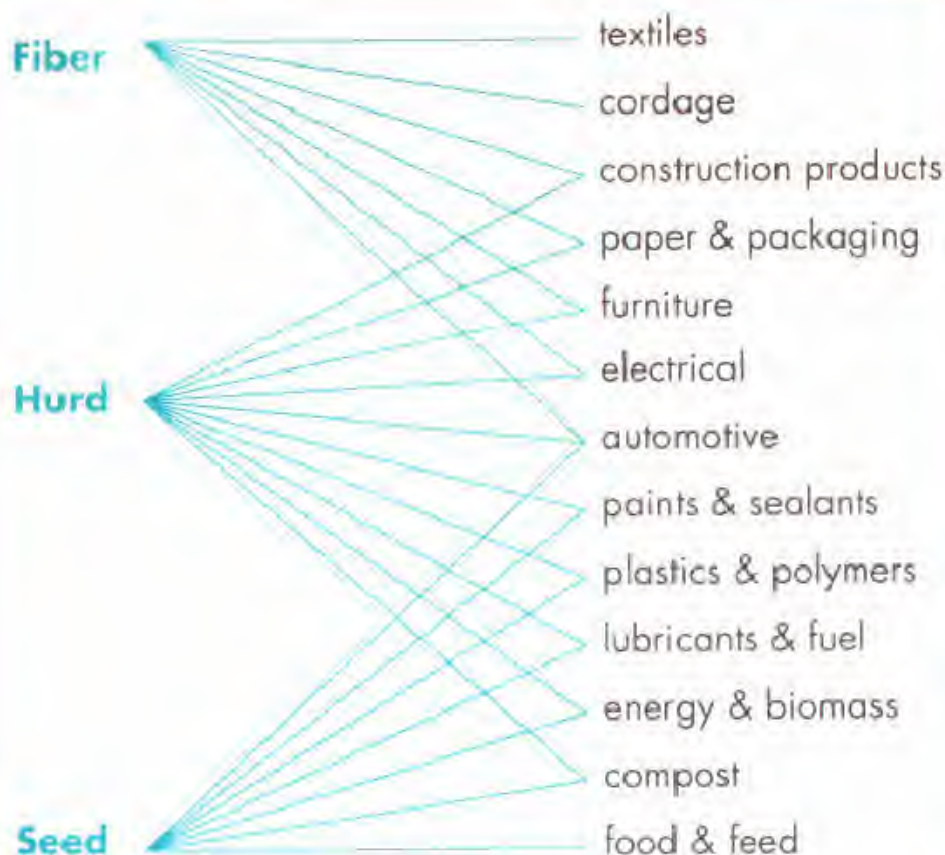 Fiber
textiles
cordage
construction products
paper & packaging
furniture
Hurd
electrical
automotive
paints & sealants
plastics & polymers
lubricants & fuel
energy & biomass
compost
Seed
food & feed